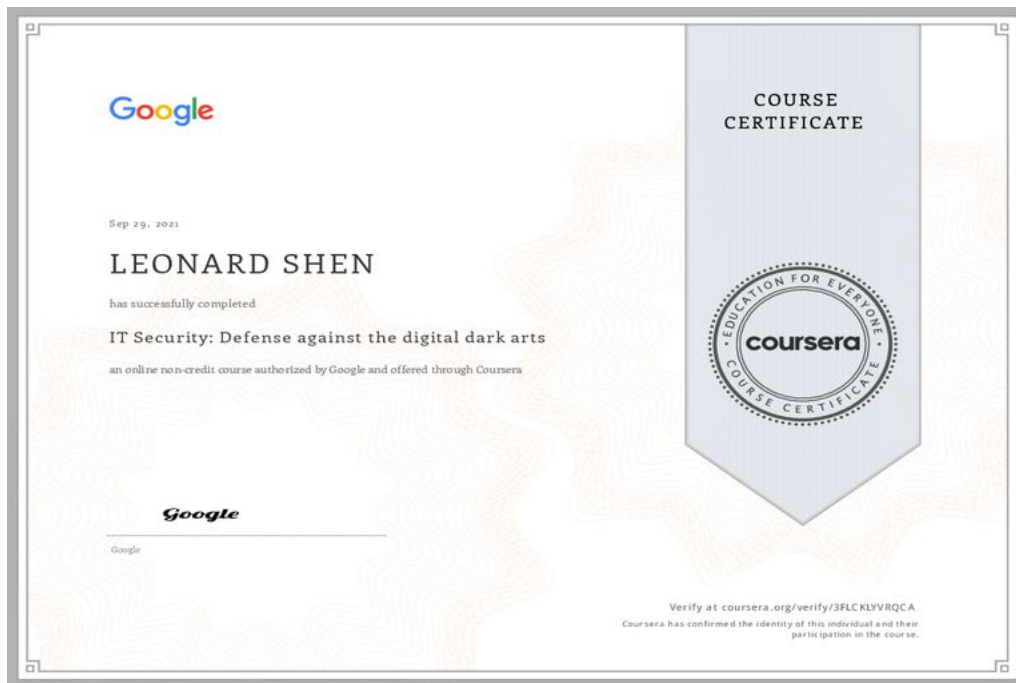 Google
COURSE
CERTIFICATE
Sep 29, 2021
LEONARD SHEN
has successfully completed
IT Security: Defense against the digital dark arts
an online non-credit course authorized by Google and offered through Coursera
EDUCATION FOR EVERYONE
coursera
COURSE CERTIFICATE
Google
Google
Verify at coursera.org/verify/3FLCKLYVRQCA
Coursera has confirmed the identity of this individual and their
participation in the course.